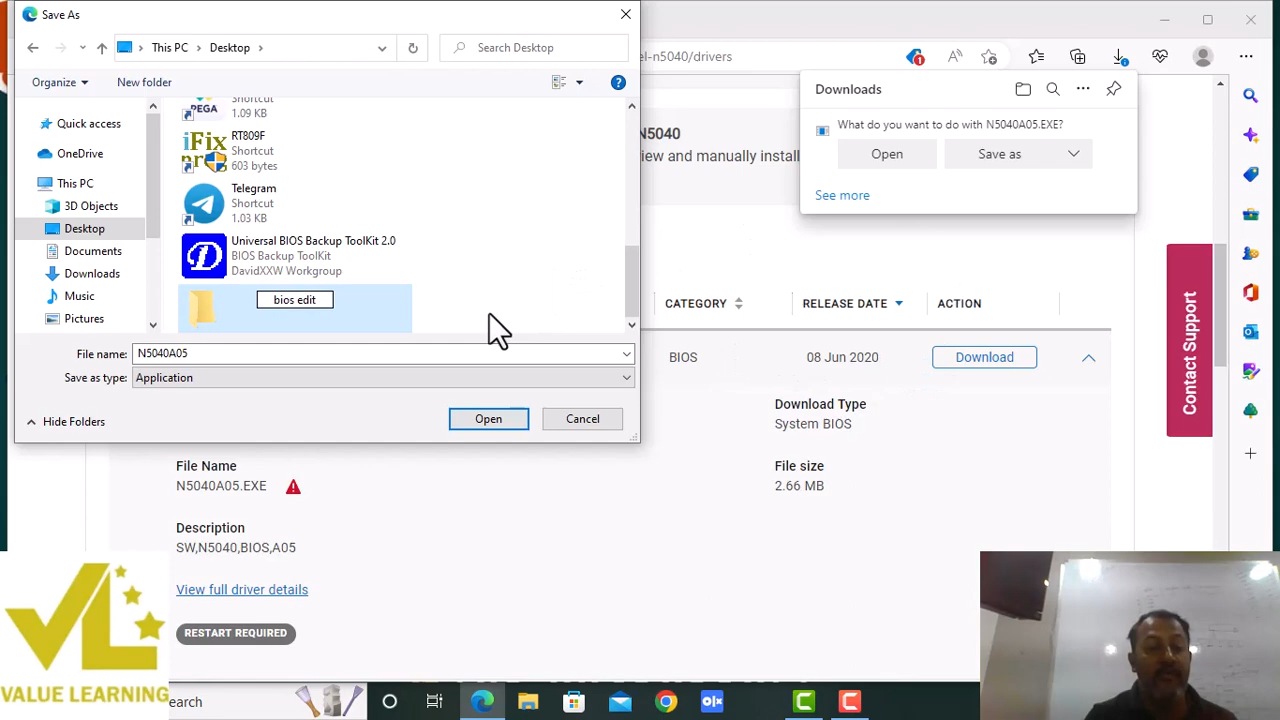 Save As
This PC > Desktop >
Search Desktop
el-n5040/drivers
1
Organize
New folder
Quick access
OneDrive
This PC
3D Objects
Desktop
Documents
Downloads
Music
Pictures
PEGA
Shortcut
1.09 KB
iFix pro
RT809F
Shortcut
603 bytes
Telegram
Shortcut
1.03 KB
Universal BIOS Backup ToolKit 2.0
BIOS Backup ToolKit
DavidXXW Workgroup
bios edit
File name: N5040A05
Save as type: Application
Hide Folders
Open
Cancel
Downloads
What do you want to do with N5040A05.EXE?
Open
Save as
See more
N5040
iew and manually install
CATEGORY
RELEASE DATE
ACTION
BIOS
08 Jun 2020
Download
Download Type
System BIOS
File Name
N5040A05.EXE
File size
2.66 MB
Description
SW,N5040,BIOS,A05
View full driver details
RESTART REQUIRED
Contact Support
VL
VALUE LEARNING
earch
olx